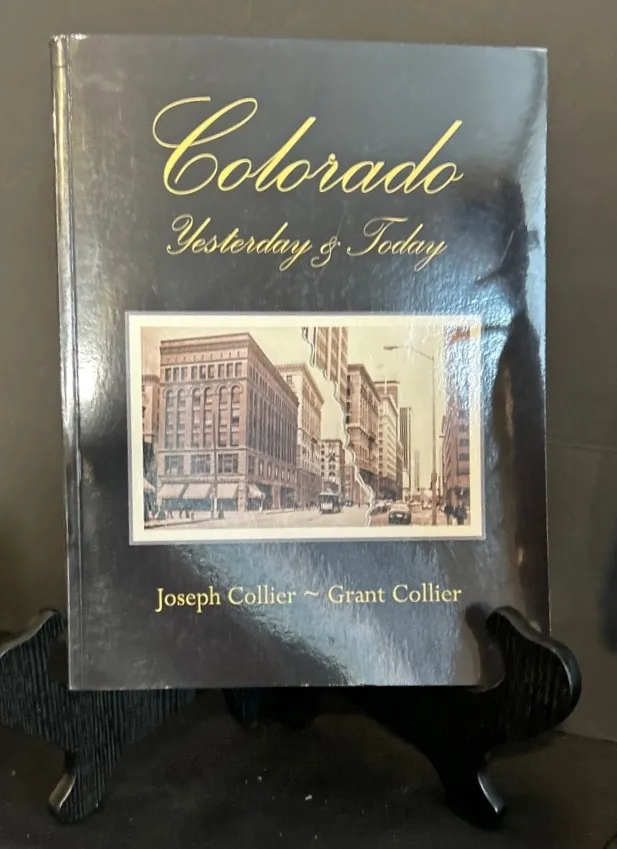 Colorado
Yesterday & Today
Joseph Collier ~ Grant Collier